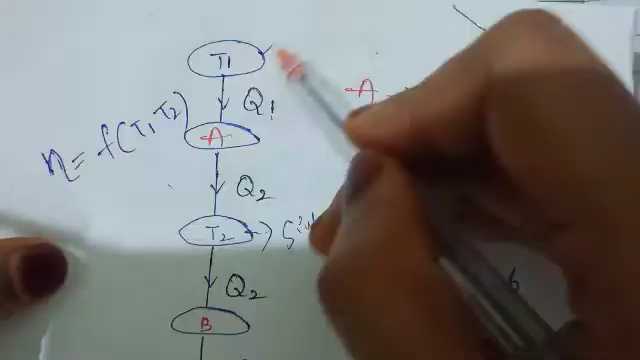 T1
Q1
A
η = f(T1, T2)
A
Q2
T2
Q2
B